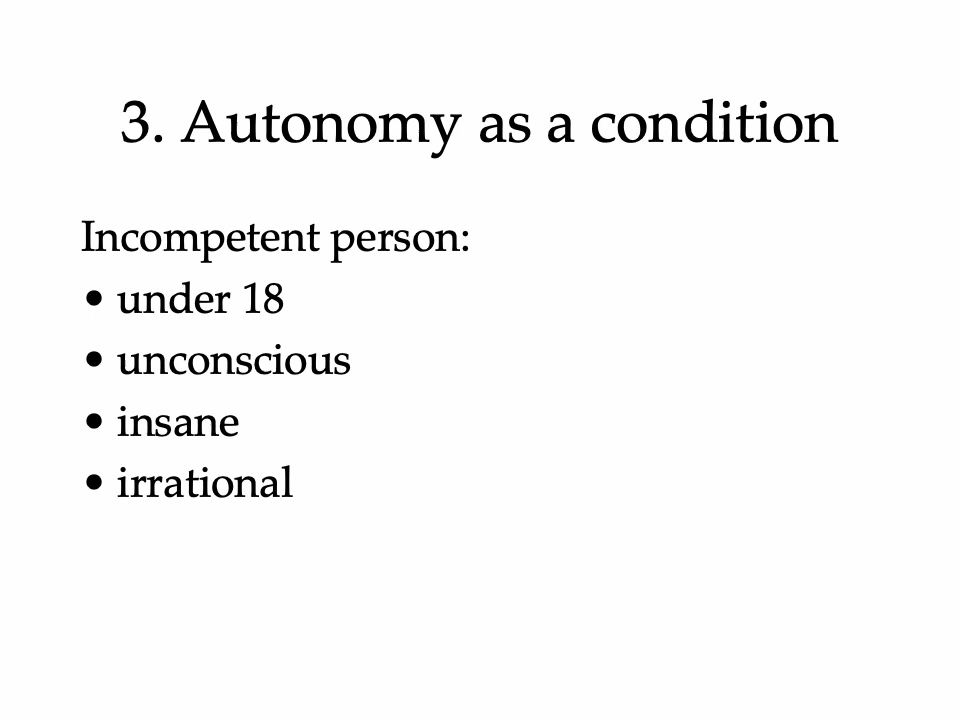 3. Autonomy as a condition
Incompetent person:
• under 18
• unconscious
• insane
• irrational